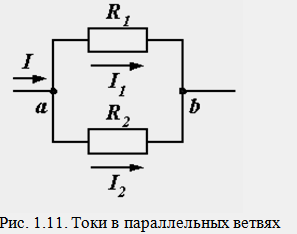 R1
I
I1
a
b
R2
I2
Рис. 1.11. Токи в параллельных ветвях